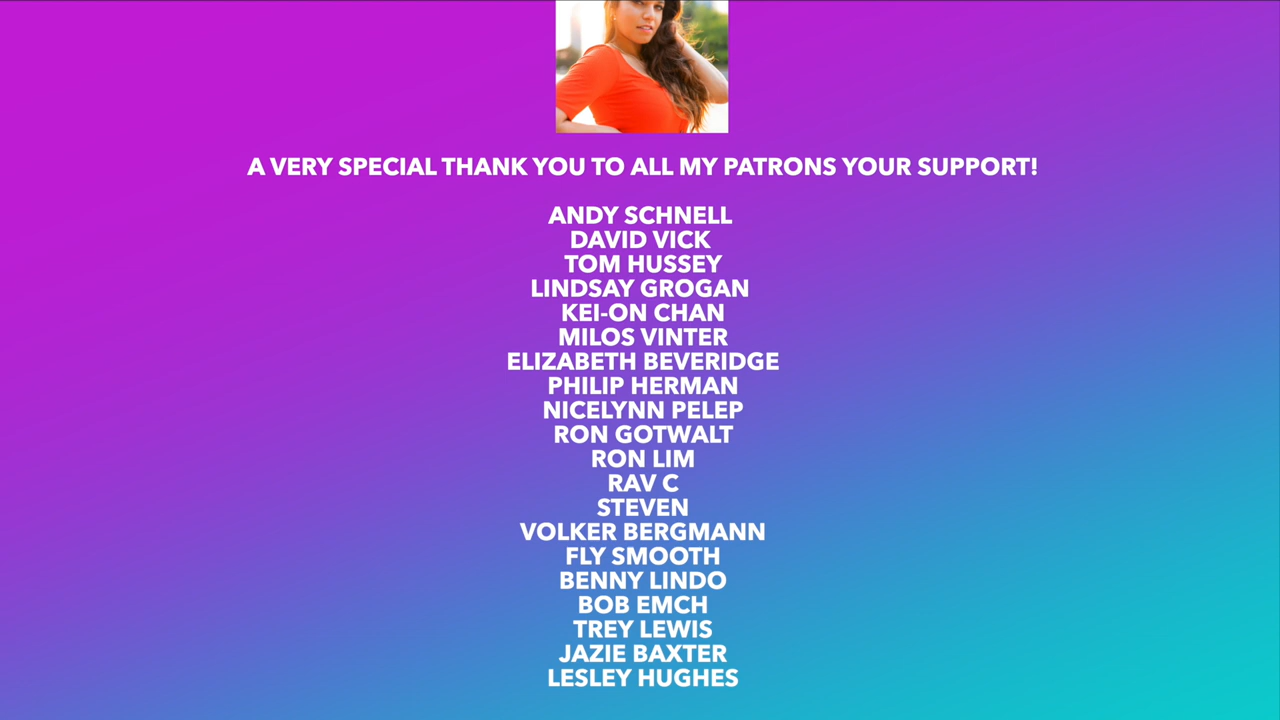 A VERY SPECIAL THANK YOU TO ALL MY PATRONS YOUR SUPPORT!
ANDY SCHNELL
DAVID VICK
TOM HUSSEY
LINDSAY GROGAN
KEI-ON CHAN
MILOS VINTER
ELIZABETH BEVERIDGE
PHILIP HERMAN
NICELYNN PELEP
RON GOTWALT
RON LIM
RAV C
STEVEN
VOLKER BERGMANN
FLY SMOOTH
BENNY LINDO
BOB EMCH
TREY LEWIS
JAZIE BAXTER
LESLEY HUGHES